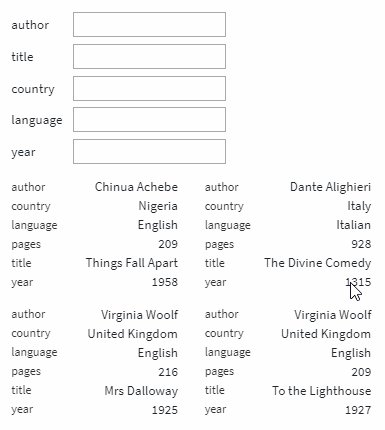 author
title
country
language
year
author Chinua Achebe
country Nigeria
language English
pages 209
title Things Fall Apart
year 1958
author Dante Alighieri
country Italy
language Italian
pages 928
title The Divine Comedy
year 1315
author Virginia Woolf
country United Kingdom
language English
pages 216
title Mrs Dalloway
year 1925
author Virginia Woolf
country United Kingdom
language English
pages 209
title To the Lighthouse
year 1927